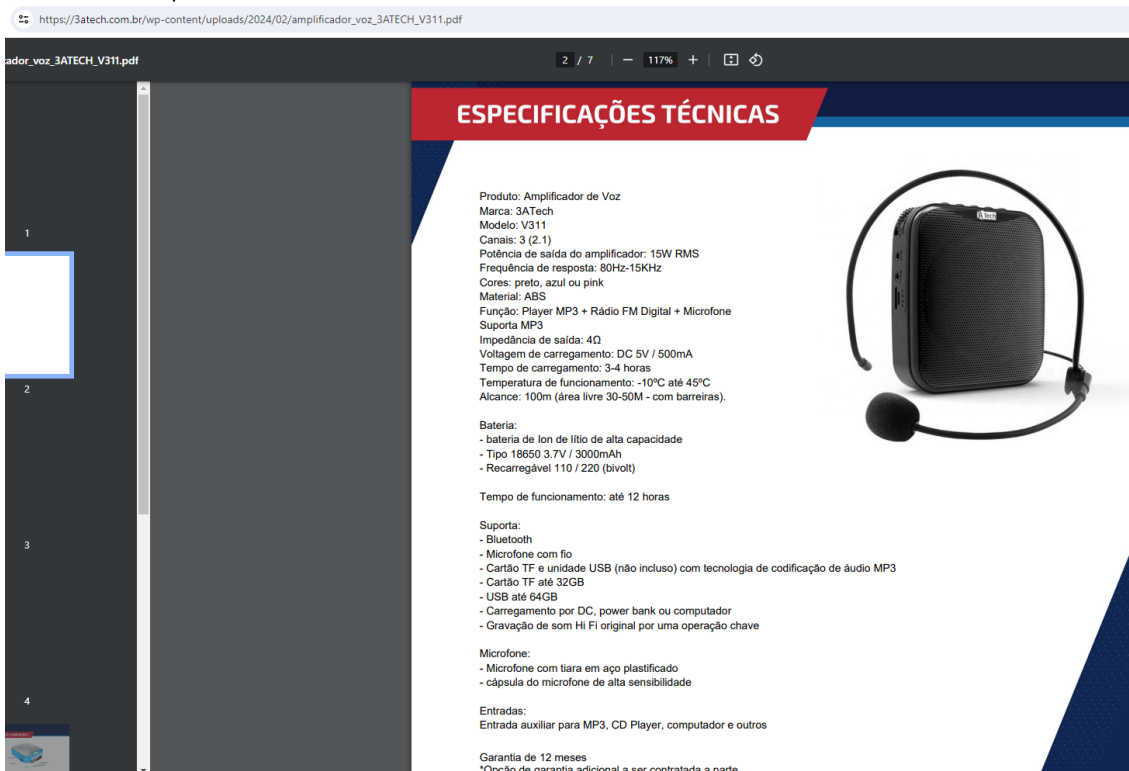 https://3atech.com.br/wp-content/uploads/2024/02/amplificador_voz_3ATECH_V311.pdf
cador_voz_3ATECH_V311.pdf
2 / 7
117%
ESPECIFICAÇÕES TÉCNICAS
Produto: Amplificador de Voz
Marca: 3ATech
Modelo: V311
Canais: 3 (2.1)
Potência de saída do amplificador: 15W RMS
Frequência de resposta: 80Hz-15KHz
Cores: preto, azul ou pink
Material: ABS
Função: Player MP3 + Rádio FM Digital + Microfone
Suporta MP3
Impedância de saída: 4Ω
Voltagem de carregamento: DC 5V / 500mA
Tempo de carregamento: 3-4 horas
Temperatura de funcionamento: -10ºC até 45ºC
Alcance: 100m (área livre 30-50M - com barreiras).
Bateria:
- bateria de Ion de lítio de alta capacidade
- Tipo 18650 3.7V / 3000mAh
- Recarregável 110 / 220 (bivolt)
Tempo de funcionamento: até 12 horas
Suporta:
- Bluetooth
- Microfone com fio
- Cartão TF e unidade USB (não incluso) com tecnologia de codificação de áudio MP3
- Cartão TF até 32GB
- USB até 64GB
- Carregamento por DC, power bank ou computador
- Gravação de som Hi Fi original por uma operação chave
Microfone:
- Microfone com tiara em aço plastificado
- cápsula do microfone de alta sensibilidade
Entradas:
Entrada auxiliar para MP3, CD Player, computador e outros
Garantia de 12 meses
*Opção de garantia adicional a ser contratada a parte
1
2
3
4